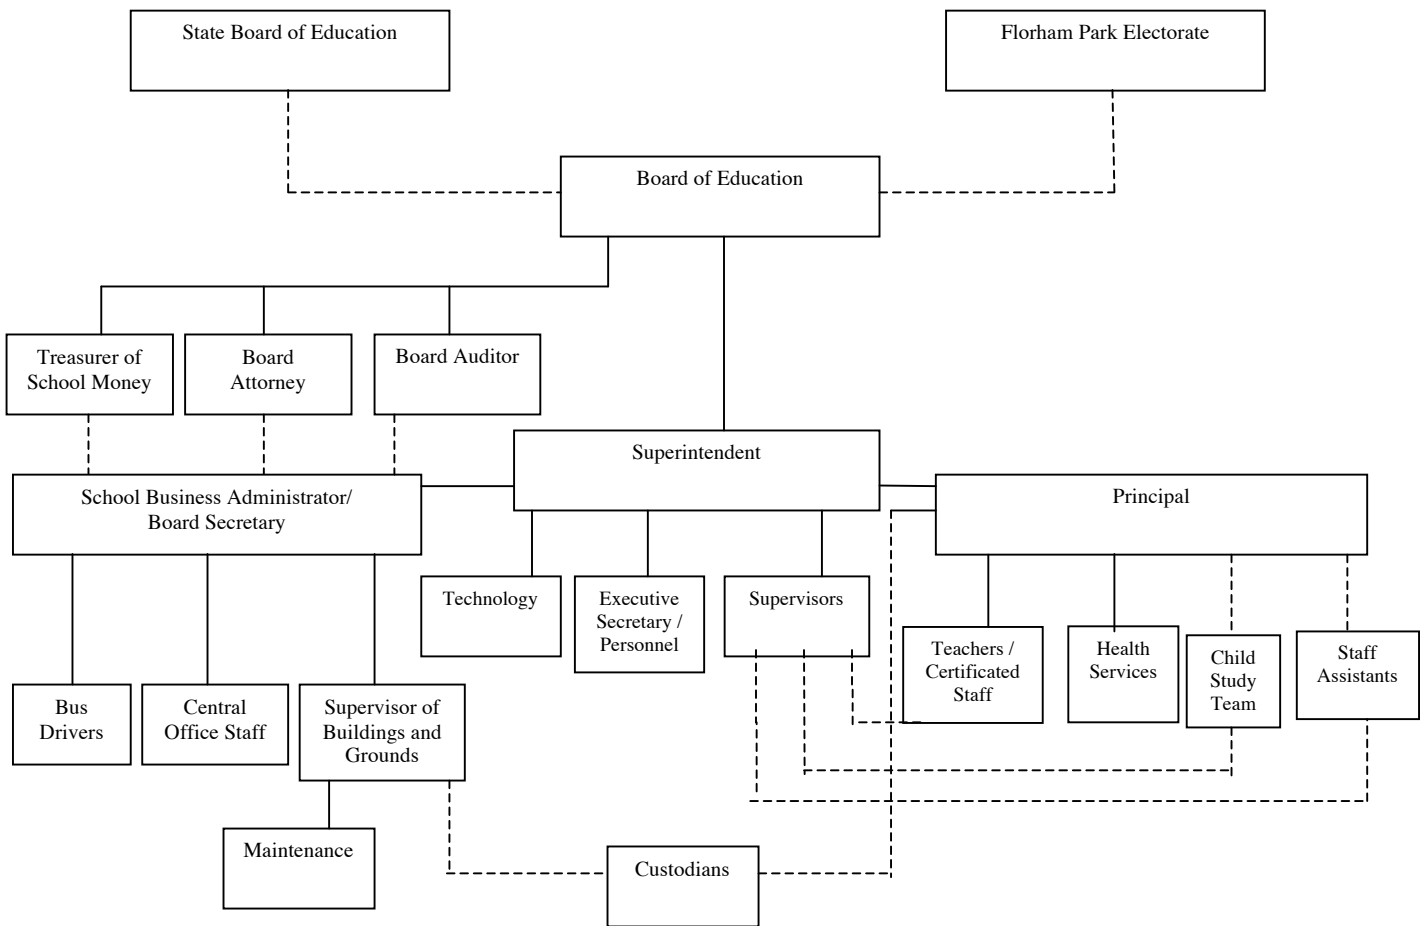 State Board of Education
Florham Park Electorate
Board of Education
Treasurer of
School Money
Board
Attorney
Board Auditor
Superintendent
School Business Administrator/
Board Secretary
Principal
Technology
Executive
Secretary /
Personnel
Supervisors
Teachers /
Certificated
Staff
Health
Services
Child
Study
Team
Staff
Assistants
Bus
Drivers
Central
Office Staff
Supervisor of
Buildings and
Grounds
Maintenance
Custodians